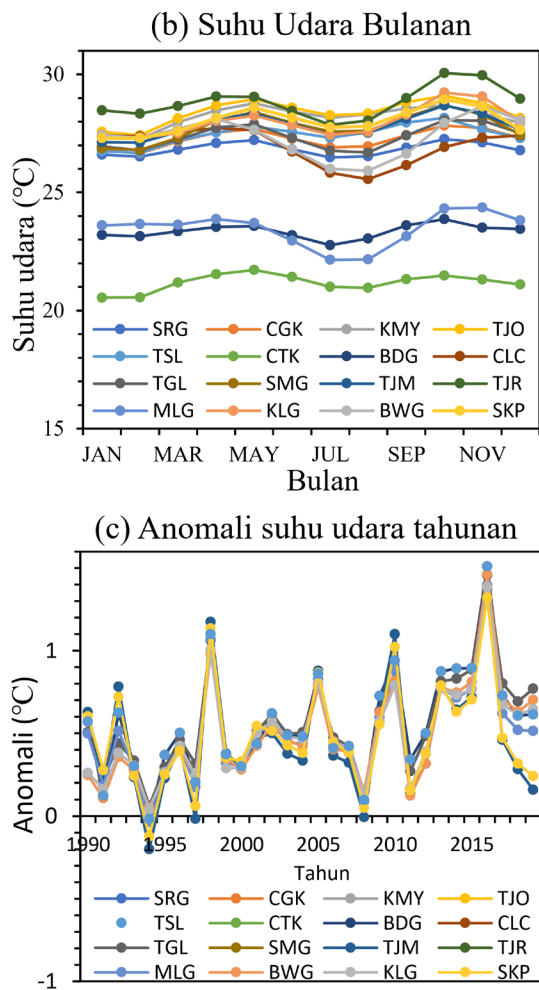 (b) Suhu Udara Bulanan
30
25
20
15
Suhu udara (°C)
SRG CGK KMY TJO
TSL CTK BDG CLC
TGL SMG TJM TJR
MLG KLG BWG SKP
JAN MAR MAY JUL SEP NOV
Bulan
(c) Anomali suhu udara tahunan
1
0
-1
Anomali (°C)
1990 1995 2000 2005 2010 2015
Tahun
SRG CGK KMY TJO
TSL CTK BDG CLC
TGL SMG TJM TJR
MLG BWG KLG SKP